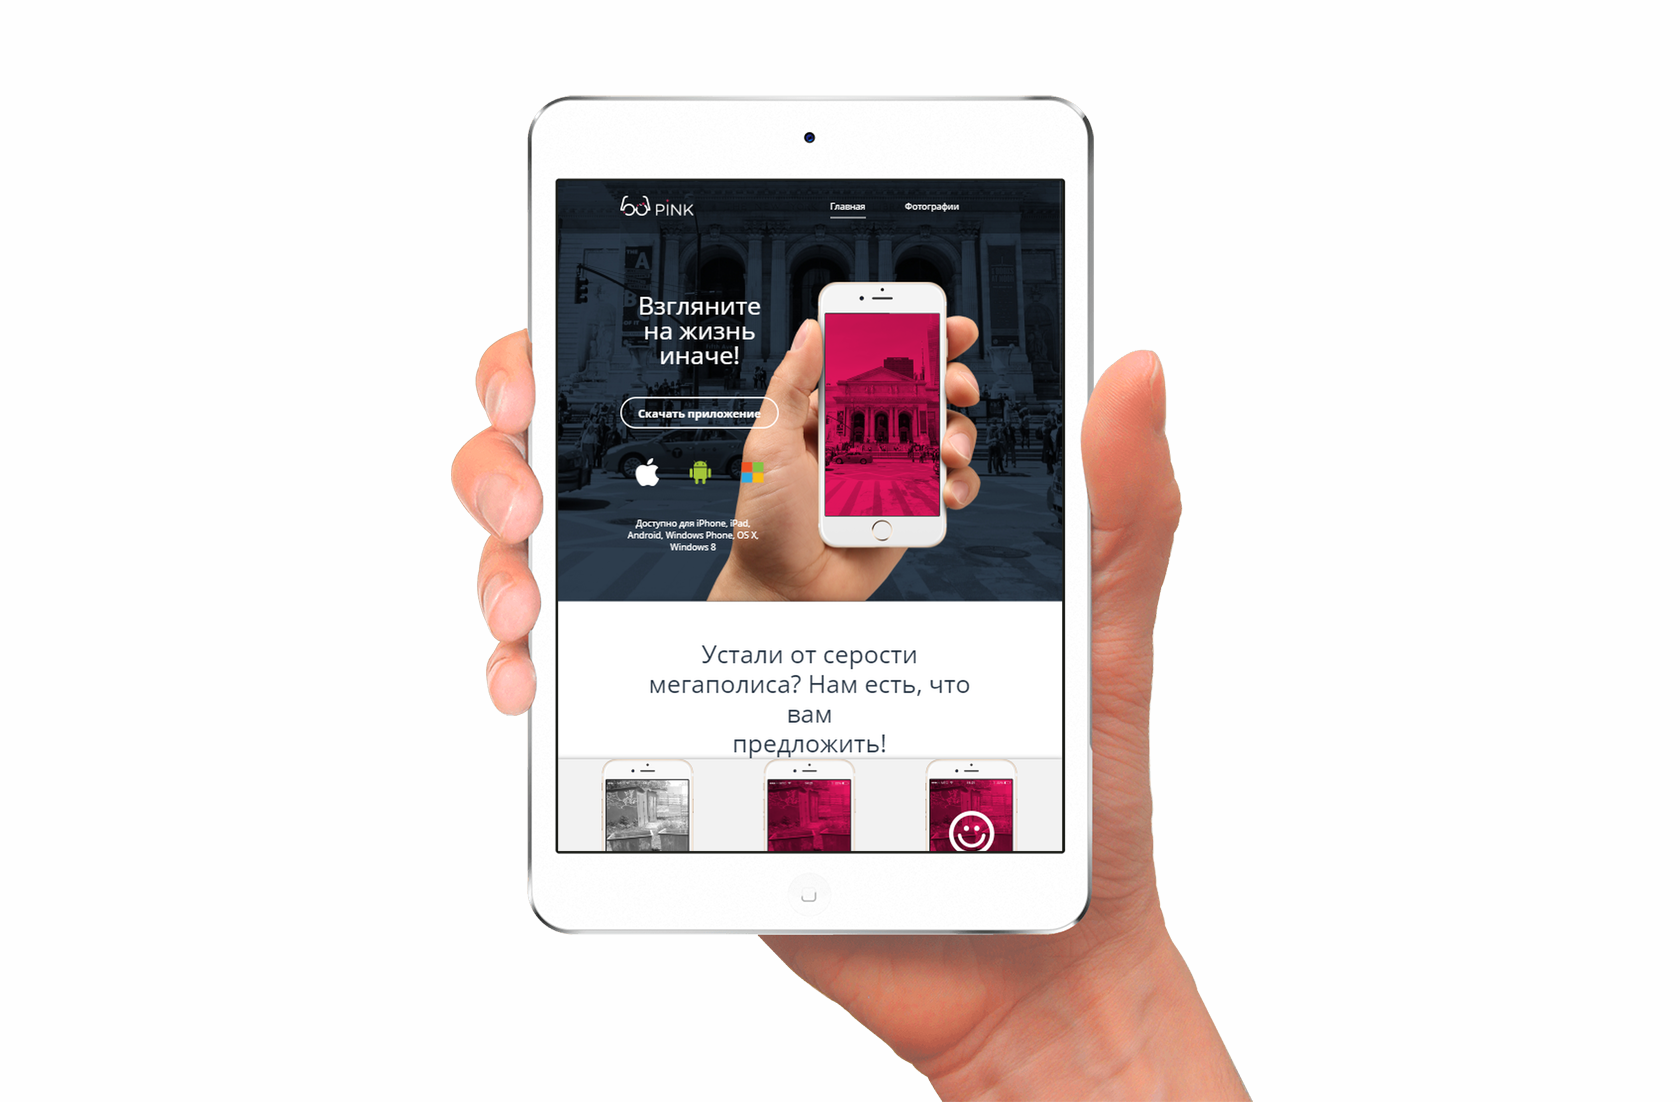 PINK
Главная
Фотографии
A
Взгляните
на жизнь
иначе!
Скачать приложение
Доступно для iPhone, iPad,
Android, Windows Phone, OS X,
Windows 8
Устали от серости
мегаполиса? Нам есть, что
вам
предложить!